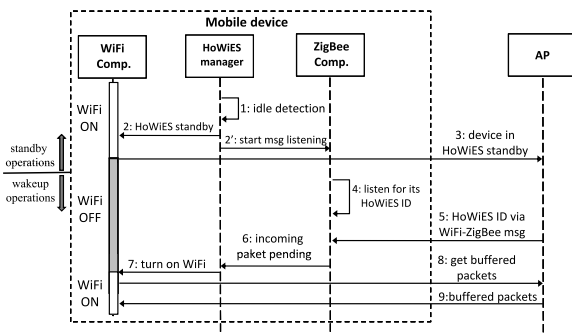 Mobile device
WiFi
Comp.
HoWiES
manager
ZigBee
Comp.
AP
WiFi
ON
1: idle detection
2: HoWiES standby
2': start msg listening
3: device in
HoWiES standby
standby
operations
wakeup
operations
WiFi
OFF
4: listen for its
HoWiES ID
5: HoWiES ID via
WiFi-ZigBee msg
6: incoming
paket pending
7: turn on WiFi
8: get buffered
packets
WiFi
ON
9:buffered packets